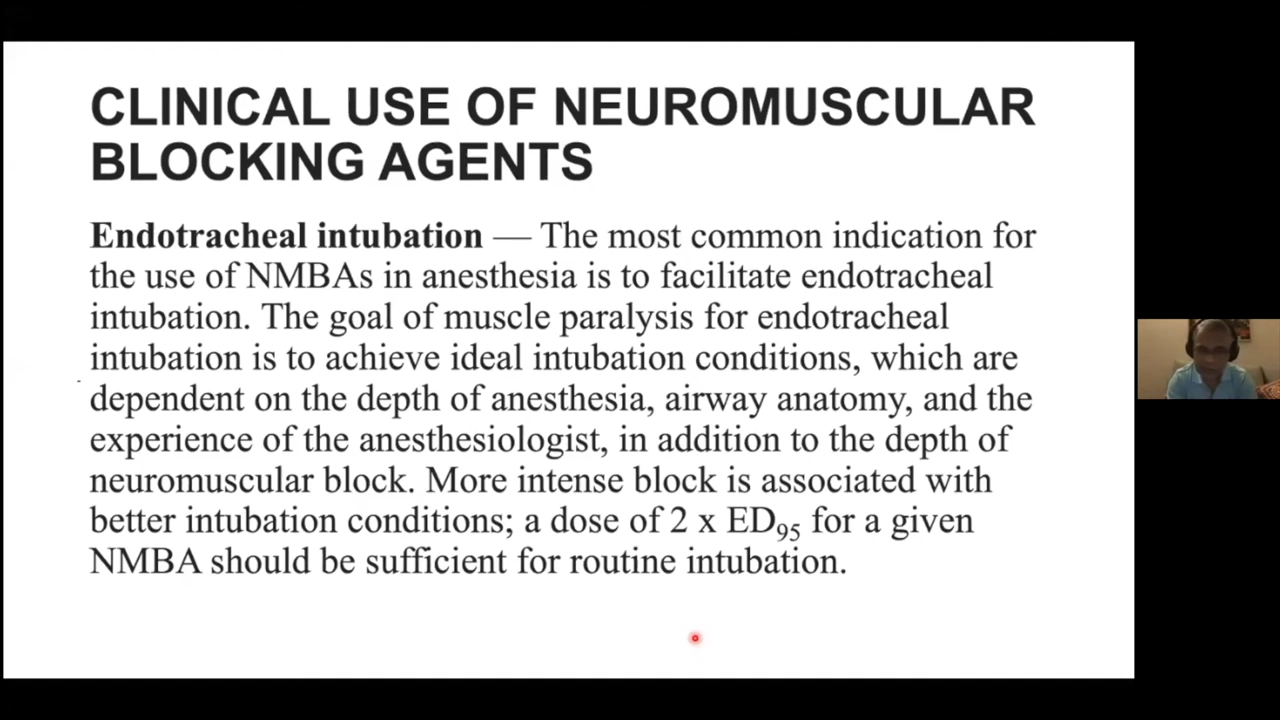 CLINICAL USE OF NEUROMUSCULAR
BLOCKING AGENTS
Endotracheal intubation — The most common indication for
the use of NMBAs in anesthesia is to facilitate endotracheal
intubation. The goal of muscle paralysis for endotracheal
intubation is to achieve ideal intubation conditions, which are
dependent on the depth of anesthesia, airway anatomy, and the
experience of the anesthesiologist, in addition to the depth of
neuromuscular block. More intense block is associated with
better intubation conditions; a dose of 2 x ED₉₅ for a given
NMBA should be sufficient for routine intubation.